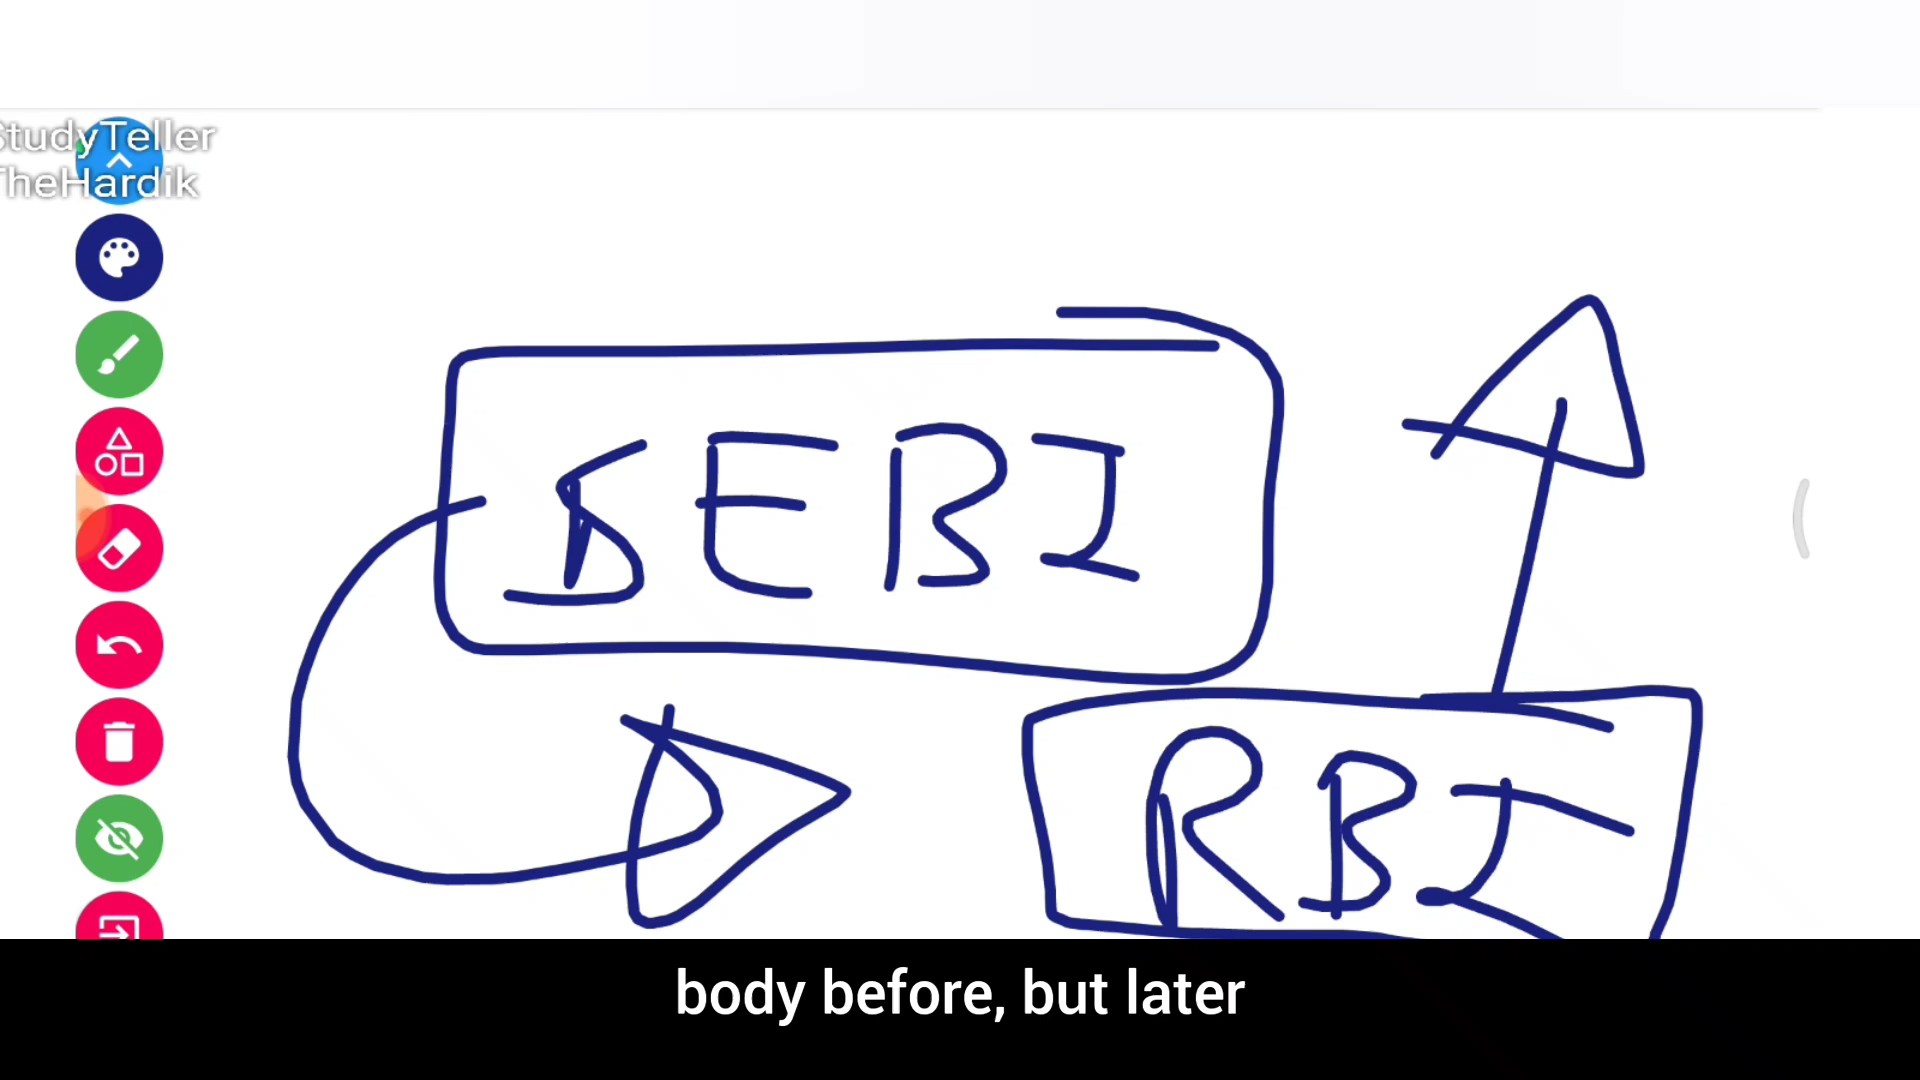 StudyTeller
TheHardik
SEBI
RBI
body before, but later